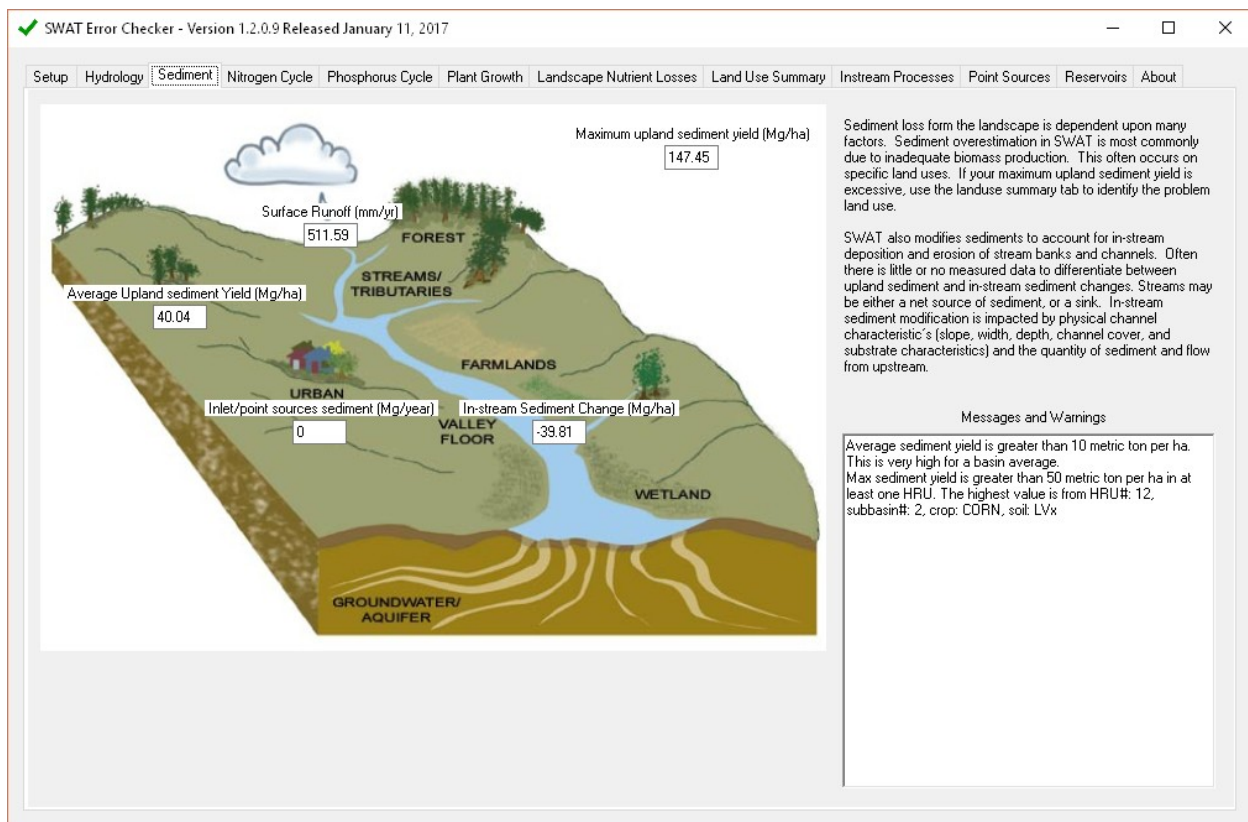 SWAT Error Checker - Version 1.2.0.9 Released January 11, 2017
Setup Hydrology Sediment Nitrogen Cycle Phosphorus Cycle Plant Growth Landscape Nutrient Losses Land Use Summary Instream Processes Point Sources Reservoirs About
Maximum upland sediment yield (Mg/ha)
147.45
Surface Runoff (mm/yr)
511.59
FOREST
STREAMS/
TRIBUTARIES
Average Upland sediment Yield (Mg/ha)
40.04
FARMLANDS
URBAN
Inlet/point sources sediment (Mg/year)
0
In-stream Sediment Change (Mg/ha)
-39.81
VALLEY
FLOOR
WETLAND
GROUNDWATER/
AQUIFER
Sediment loss form the landscape is dependent upon many
factors. Sediment overestimation in SWAT is most commonly
due to inadequate biomass production. This often occurs on
specific land uses. If your maximum upland sediment yield is
excessive, use the landuse summary tab to identify the problem
land use.
SWAT also modifies sediments to account for in-stream
deposition and erosion of stream banks and channels. Often
there is little or no measured data to differentiate between
upland sediment and in-stream sediment changes. Streams may
be either a net source of sediment, or a sink. In-stream
sediment modification is impacted by physical channel
characteristic´s (slope, width, depth, channel cover, and
substrate characteristics) and the quantity of sediment and flow
from upstream.
Messages and Warnings
Average sediment yield is greater than 10 metric ton per ha.
This is very high for a basin average.
Max sediment yield is greater than 50 metric ton per ha in at
least one HRU. The highest value is from HRU#: 12,
subbasin#: 2, crop: CORN, soil: LVx